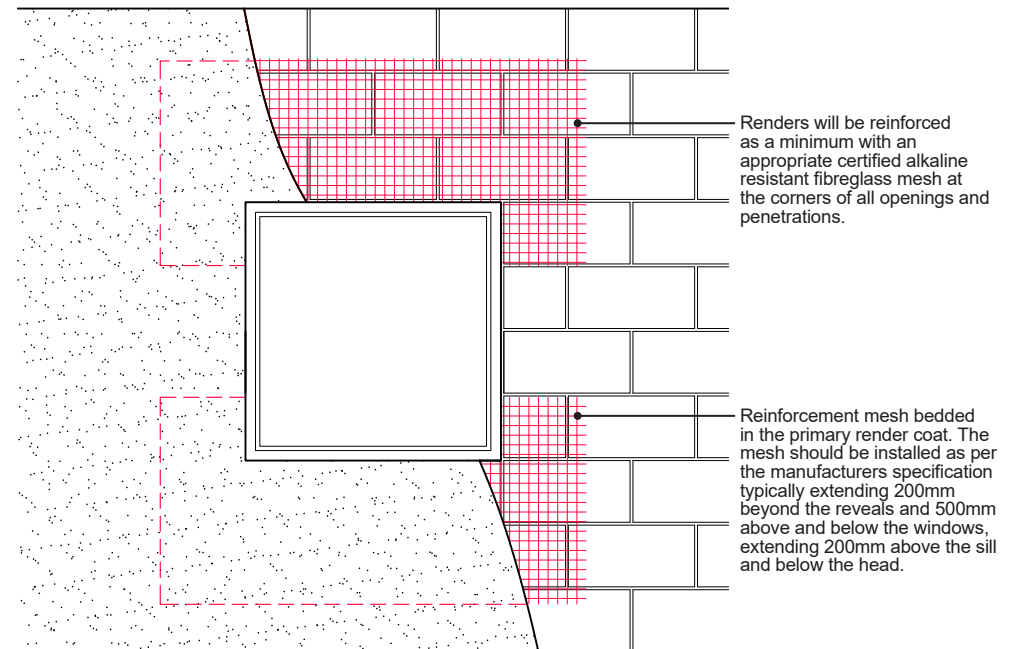 Renders will be reinforced
as a minimum with an
appropriate certified alkaline
resistant fibreglass mesh at
the corners of all openings and
penetrations.
Reinforcement mesh bedded
in the primary render coat. The
mesh should be installed as per
the manufacturers specification
typically extending 200mm
beyond the reveals and 500mm
above and below the windows,
extending 200mm above the sill
and below the head.